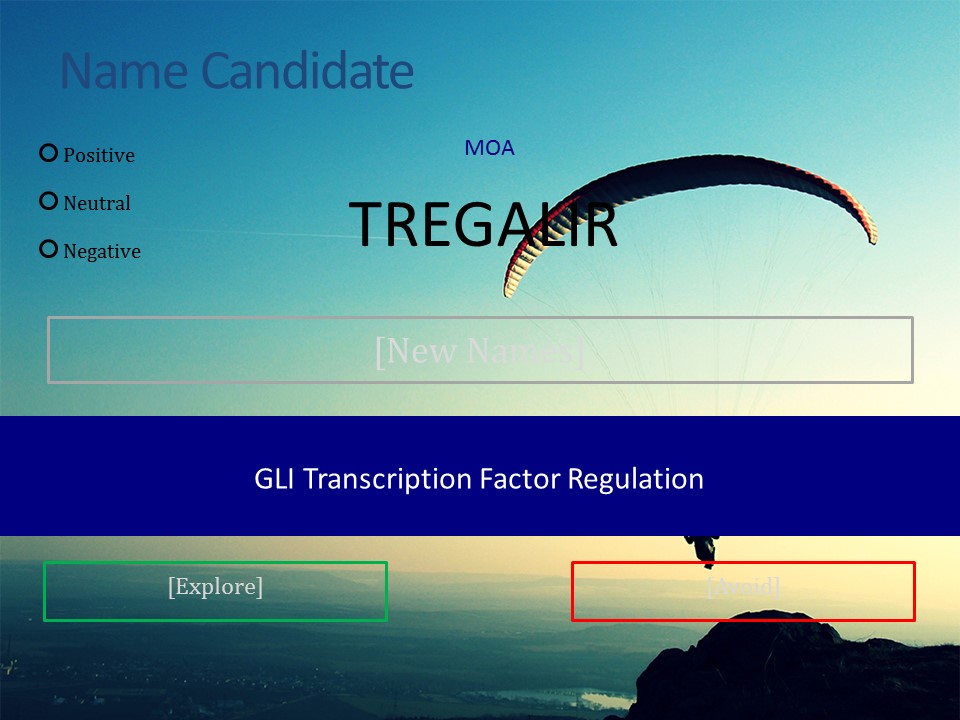 Name Candidate
Positive
Neutral
Negative
MOA
TREGALIR
[New Names]
GLI Transcription Factor Regulation
[Explore]
[Avoid]